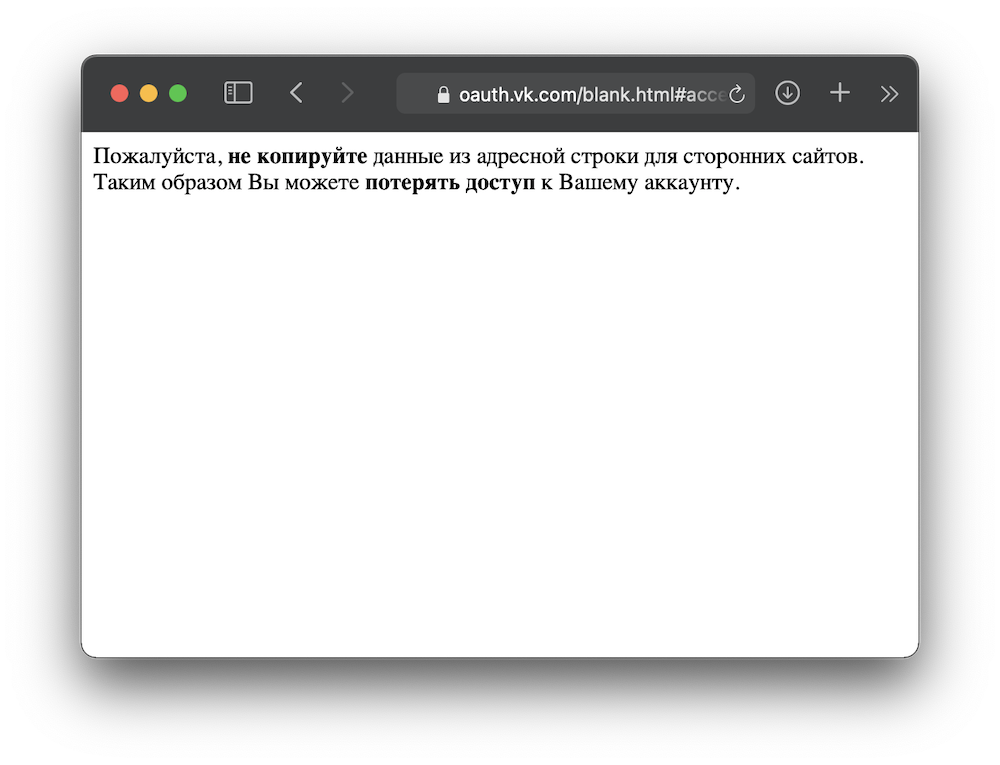 oauth.vk.com/blank.html#acce
Пожалуйста, не копируйте данные из адресной строки для сторонних сайтов.
Таким образом Вы можете потерять доступ к Вашему аккаунту.